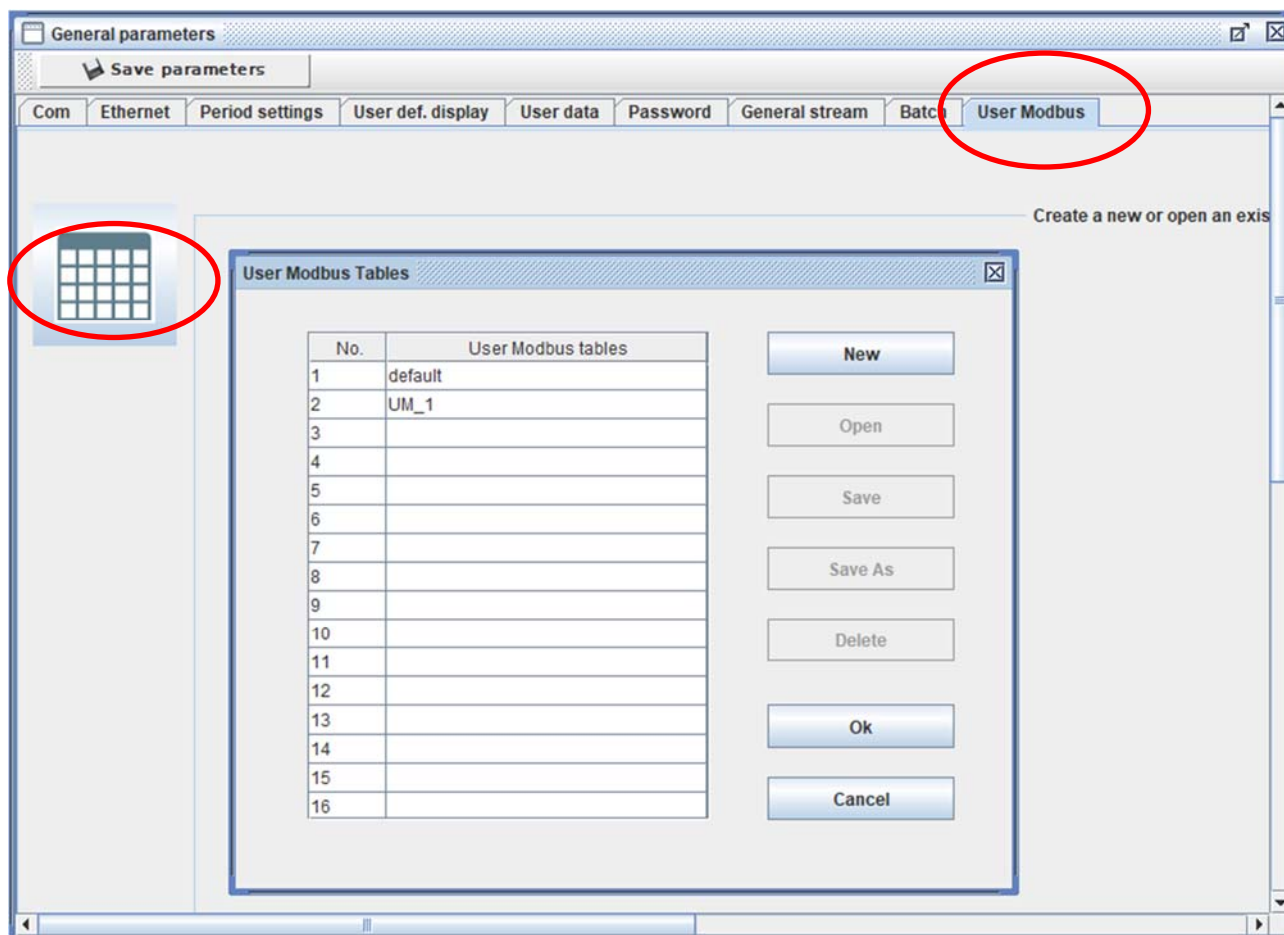 General parameters
Save parameters
Com Ethernet Period settings User def. display User data Password General stream Batch User Modbus
Create a new or open an exis
User Modbus Tables
No. User Modbus tables
1 default
2 UM_1
3
4
5
6
7
8
9
10
11
12
13
14
15
16
New
Open
Save
Save As
Delete
Ok
Cancel